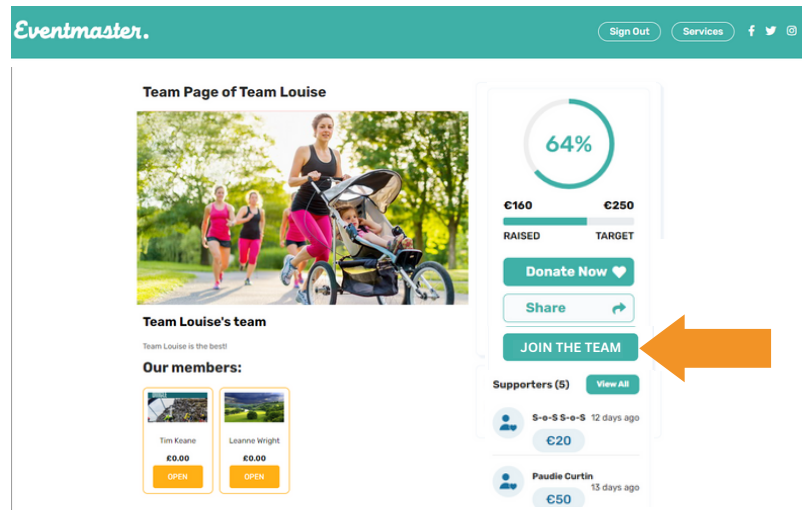 Eventmaster.
Sign Out
Services
Team Page of Team Louise
64%
€160 €250
RAISED TARGET
Donate Now
Share
JOIN THE TEAM
Team Louise's team
Team Louise is the best!
Our members:
Tim Keane
£0.00
OPEN
Leanne Wright
£0.00
OPEN
Supporters (5)
View All
S-o-S S-o-S 12 days ago
€20
Paudie Curtin
13 days ago
€50